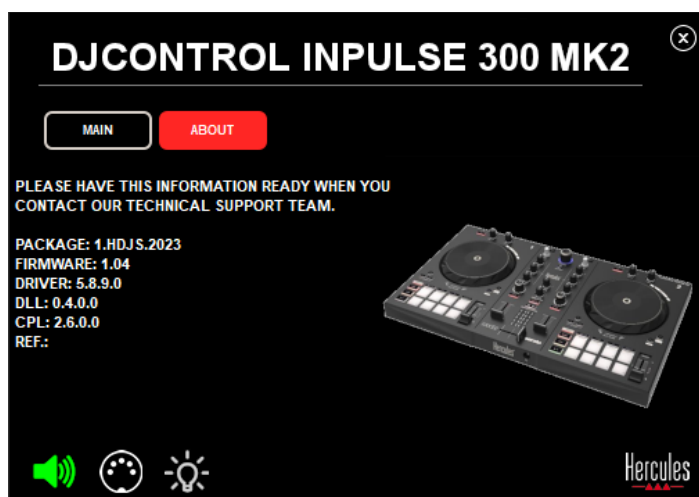 DJCONTROL INPULSE 300 MK2
MAIN
ABOUT
PLEASE HAVE THIS INFORMATION READY WHEN YOU
CONTACT OUR TECHNICAL SUPPORT TEAM.
PACKAGE: 1.HDJS.2023
FIRMWARE: 1.04
DRIVER: 5.8.9.0
DLL: 0.4.0.0
CPL: 2.6.0.0
REF.:
Hercules